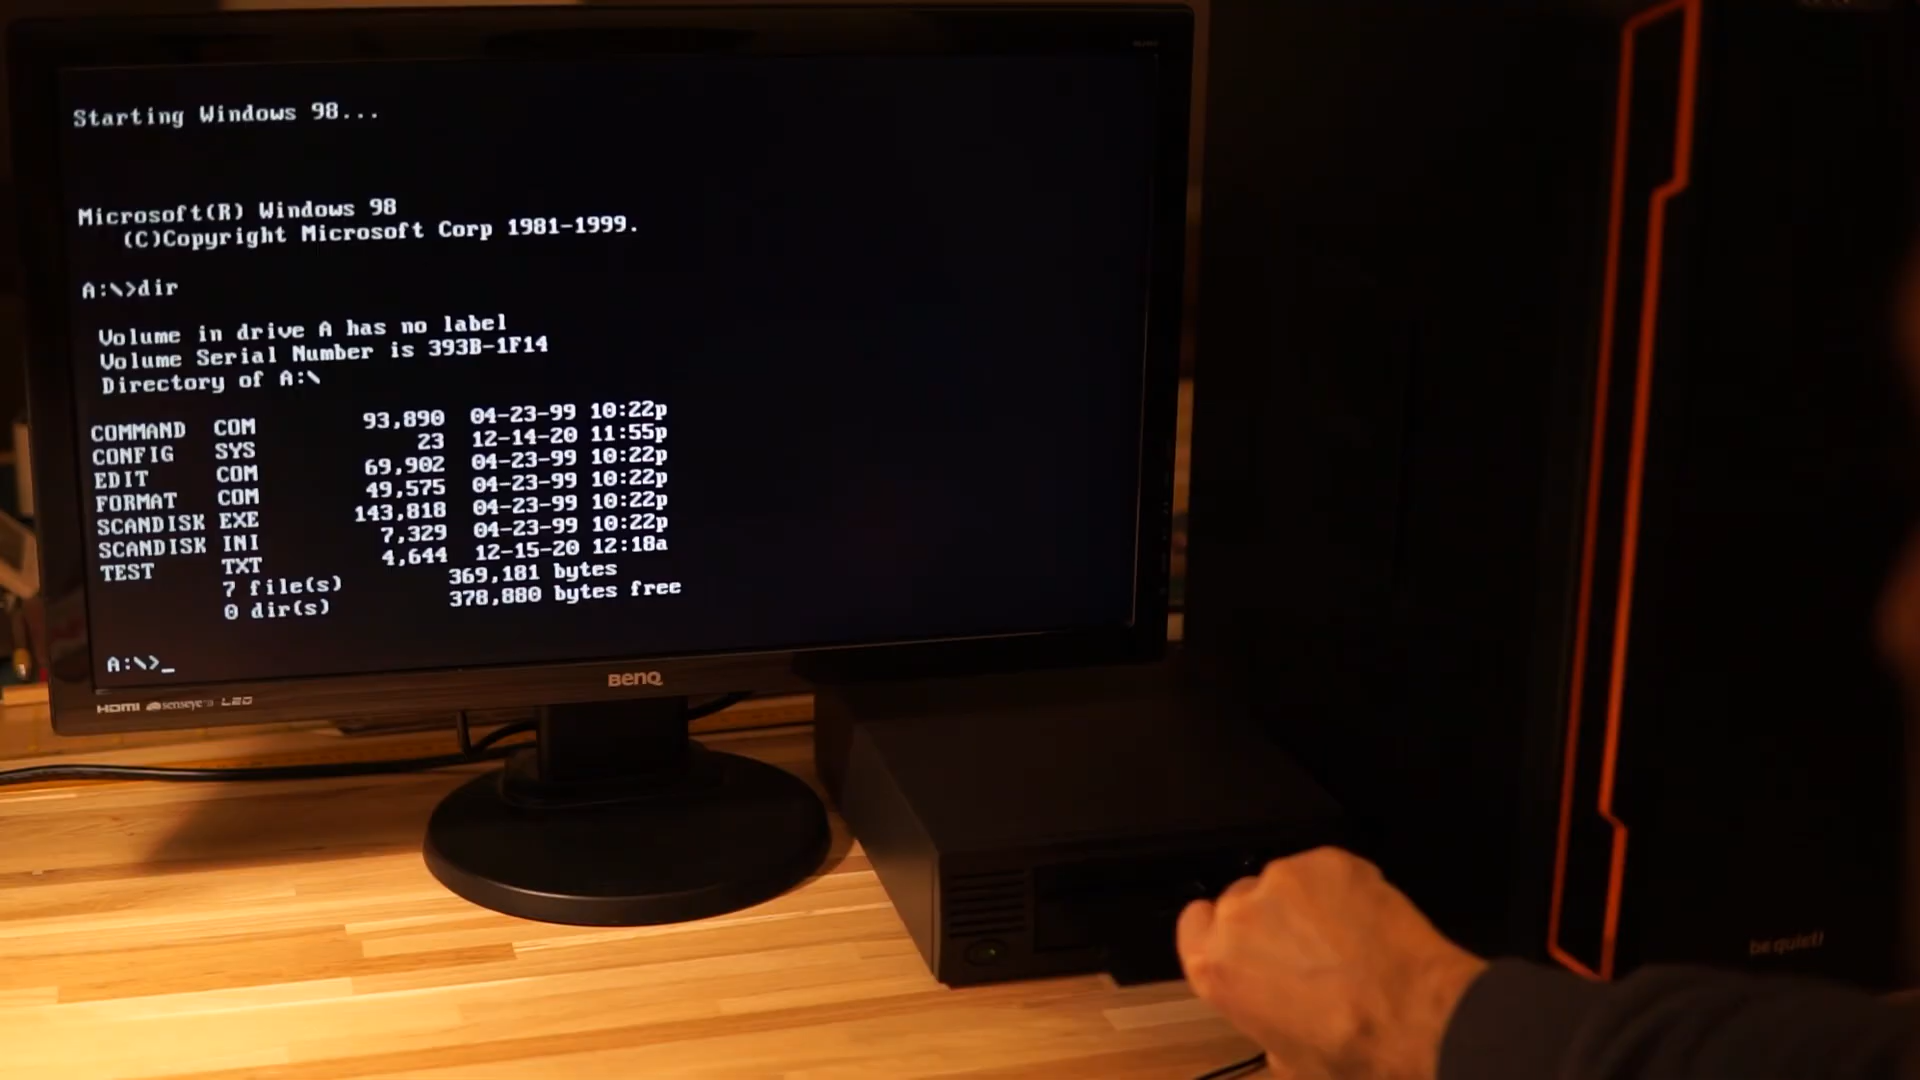 Starting Windows 98...
Microsoft(R) Windows 98
(C)Copyright Microsoft Corp 1981-1999.
A:\>dir
Volume in drive A has no label
Volume Serial Number is 393B-1F14
Directory of A:\
COMMAND COM 93,890 04-23-99 10:22p
CONFIG SYS 23 12-14-20 11:55p
EDIT COM 69,902 04-23-99 10:22p
FORMAT COM 49,575 04-23-99 10:22p
SCANDISK EXE 143,818 04-23-99 10:22p
SCANDISK INI 7,329 04-23-99 10:22p
TEST TXT 4,644 12-15-20 12:18a
7 file(s) 369,181 bytes
0 dir(s) 378,880 bytes free
A:\>_
BenQ
HDMI senseye LED
be quiet!